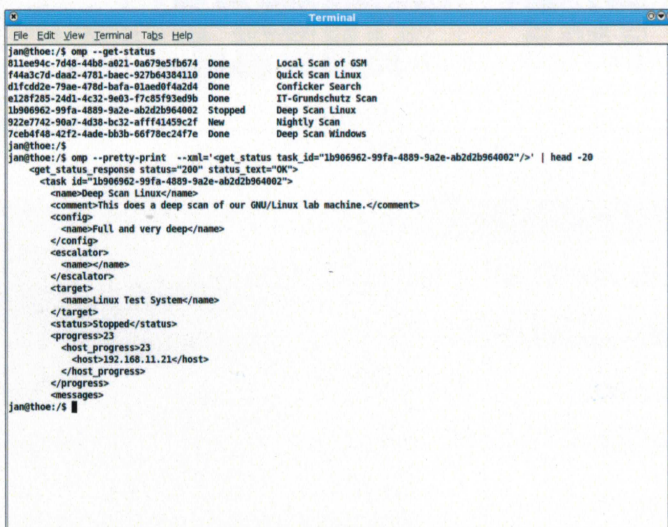 Terminal
File Edit View Terminal Tabs Help
jan@thoe:/$ omp --get-status
811ee94c-7d48-44b8-a021-0a679e5fb674 Done Local Scan of GSM
f44a3c7d-daa2-4781-baec-927b64384110 Done Quick Scan Linux
d1fcdd2e-79ae-478d-bafa-01aed0f4a2d4 Done Conficker Search
e128f285-24d1-4c32-9e03-f7c85f93ed9b Done IT-Grundschutz Scan
1b906962-99fa-4889-9a2e-ab2d2b964002 Stopped Deep Scan Linux
922e7742-90a7-4d38-bc32-afff41459c2f New Nightly Scan
7ceb4f48-42f2-4ade-bb3b-66f78ec24f7e Done Deep Scan Windows
jan@thoe:/$
jan@thoe:/$ omp --pretty-print --xml='<get_status task_id="1b906962-99fa-4889-9a2e-ab2d2b964002"/>' | head -20
<get_status_response status="200" status_text="OK">
<task id="1b906962-99fa-4889-9a2e-ab2d2b964002">
<name>Deep Scan Linux</name>
<comment>This does a deep scan of our GNU/Linux lab machine.</comment>
<config>
<name>Full and very deep</name>
</config>
<escalator>
<name></name>
</escalator>
<target>
<name>Linux Test System</name>
</target>
<status>Stopped</status>
<progress>23
<host_progress>23
<host>192.168.11.21</host>
</host_progress>
</progress>
<messages>
jan@thoe:/$